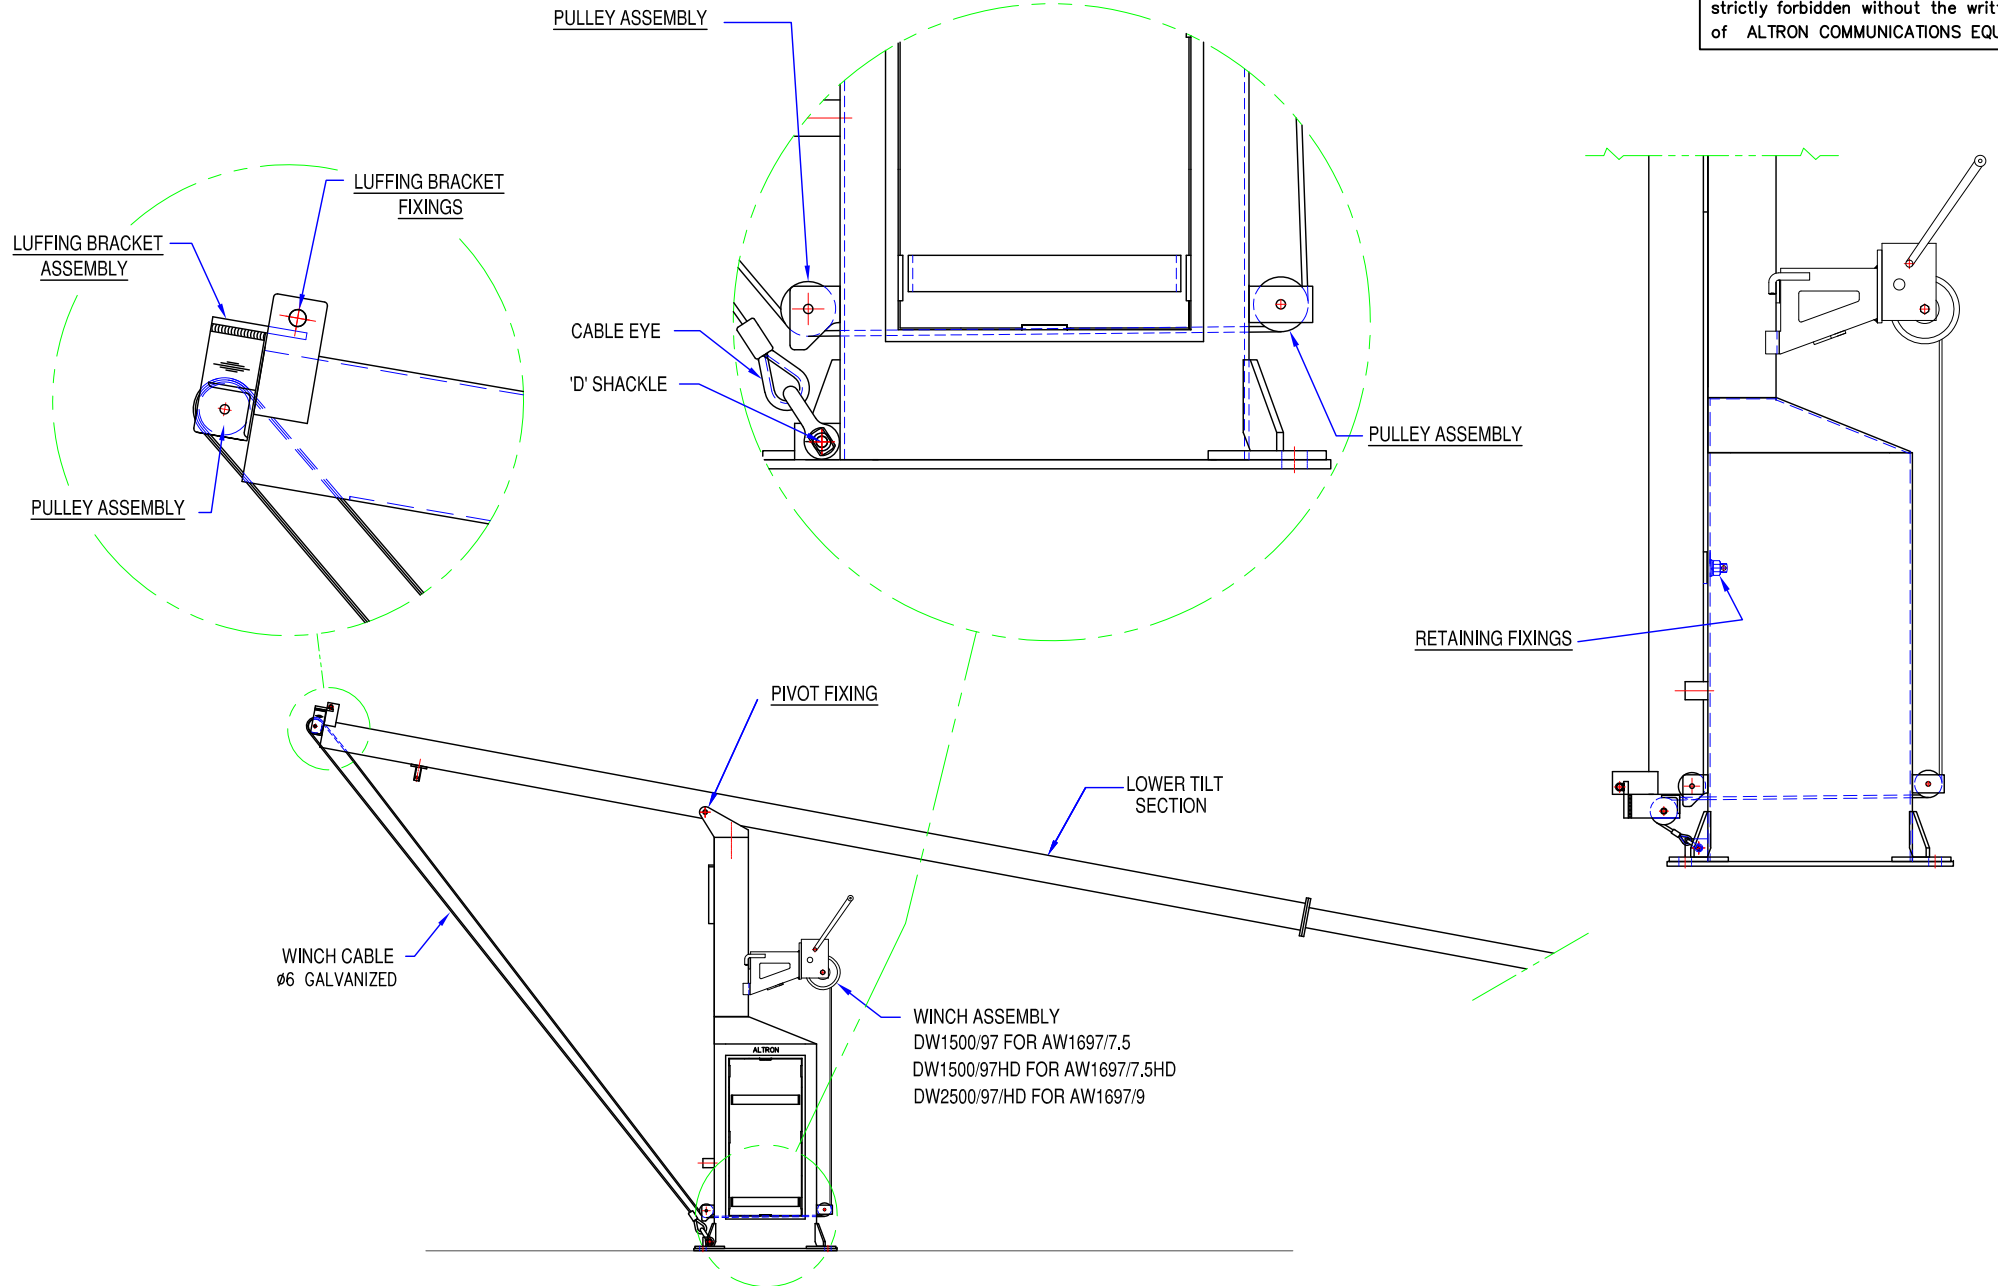 strictly forbidden without the
of ALTRON COMMUNICATIONS
PULLEY ASSEMBLY
LUFFING BRACKET
FIXINGS
LUFFING BRACKET
ASSEMBLY
CABLE EYE
'D' SHACKLE
PULLEY ASSEMBLY
PULLEY ASSEMBLY
RETAINING FIXINGS
PIVOT FIXING
LOWER TILT
SECTION
WINCH CABLE
ø6 GALVANIZED
WINCH ASSEMBLY
DW1500/97 FOR AW1697/7.5
DW1500/97HD FOR AW1697/7.5HD
DW2500/97/HD FOR AW1697/9
ALTRON